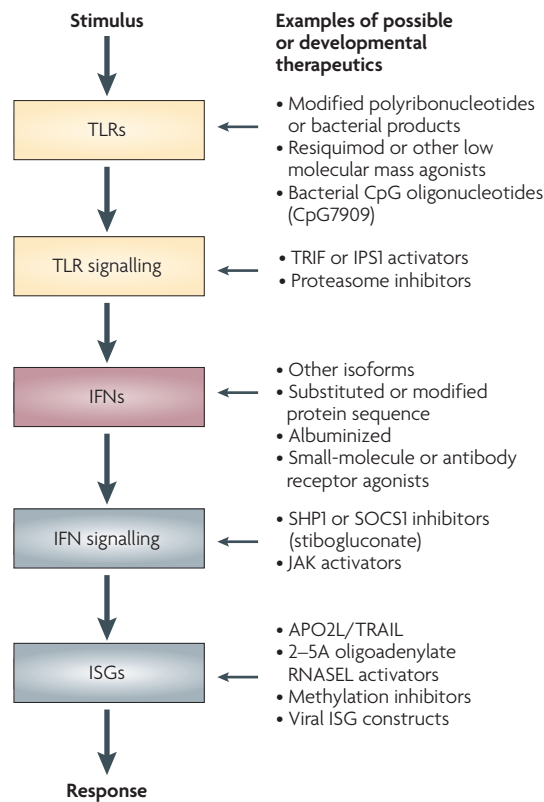 Stimulus
Examples of possible
or developmental
therapeutics
TLRs
• Modified polyribonucleotides
or bacterial products
• Resiquimod or other low
molecular mass agonists
• Bacterial CpG oligonucleotides
(CpG7909)
TLR signalling
• TRIF or IPS1 activators
• Proteasome inhibitors
IFNs
• Other isoforms
• Substituted or modified
protein sequence
• Albuminized
• Small-molecule or antibody
receptor agonists
IFN signalling
• SHP1 or SOCS1 inhibitors
(stibogluconate)
• JAK activators
ISGs
• APO2L/TRAIL
• 2–5A oligoadenylate
RNASEL activators
• Methylation inhibitors
• Viral ISG constructs
Response